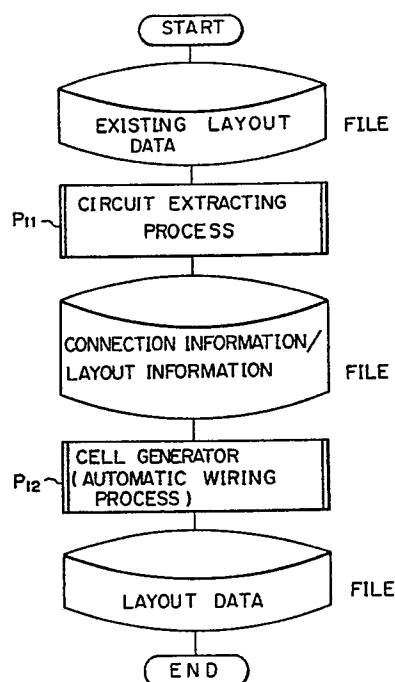 START
EXISTING LAYOUT
DATA
FILE
P11
CIRCUIT EXTRACTING
PROCESS
CONNECTION INFORMATION/
LAYOUT INFORMATION
FILE
P12
CELL GENERATOR
(AUTOMATIC WIRING
PROCESS)
LAYOUT DATA
FILE
END